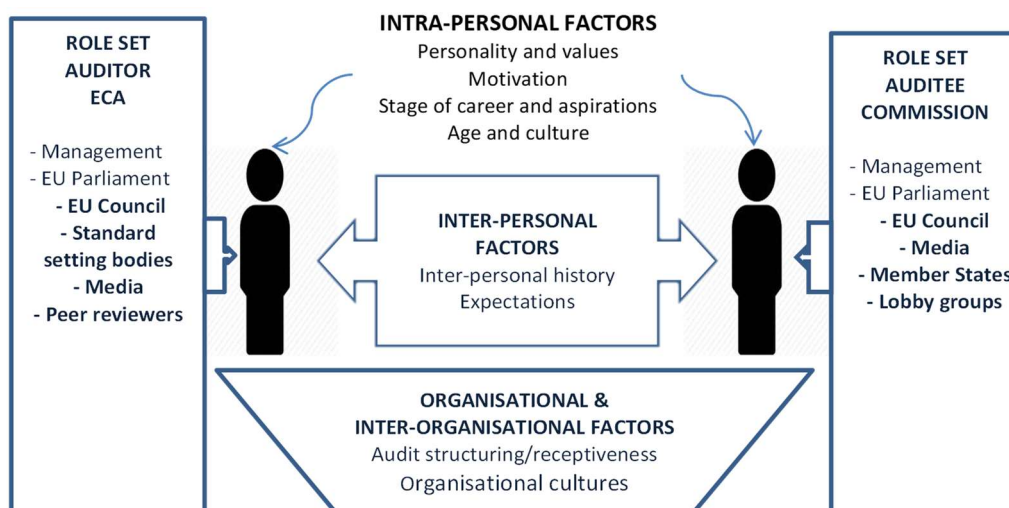 ROLE SET
AUDITOR
ECA
- Management
- EU Parliament
- EU Council
- Standard
setting bodies
- Media
- Peer reviewers
INTRA-PERSONAL FACTORS
Personality and values
Motivation
Stage of career and aspirations
Age and culture
INTER-PERSONAL
FACTORS
Inter-personal history
Expectations
ORGANISATIONAL &
INTER-ORGANISATIONAL FACTORS
Audit structuring/receptiveness
Organisational cultures
ROLE SET
AUDITEE
COMMISSION
- Management
- EU Parliament
- EU Council
- Media
- Member States
- Lobby groups